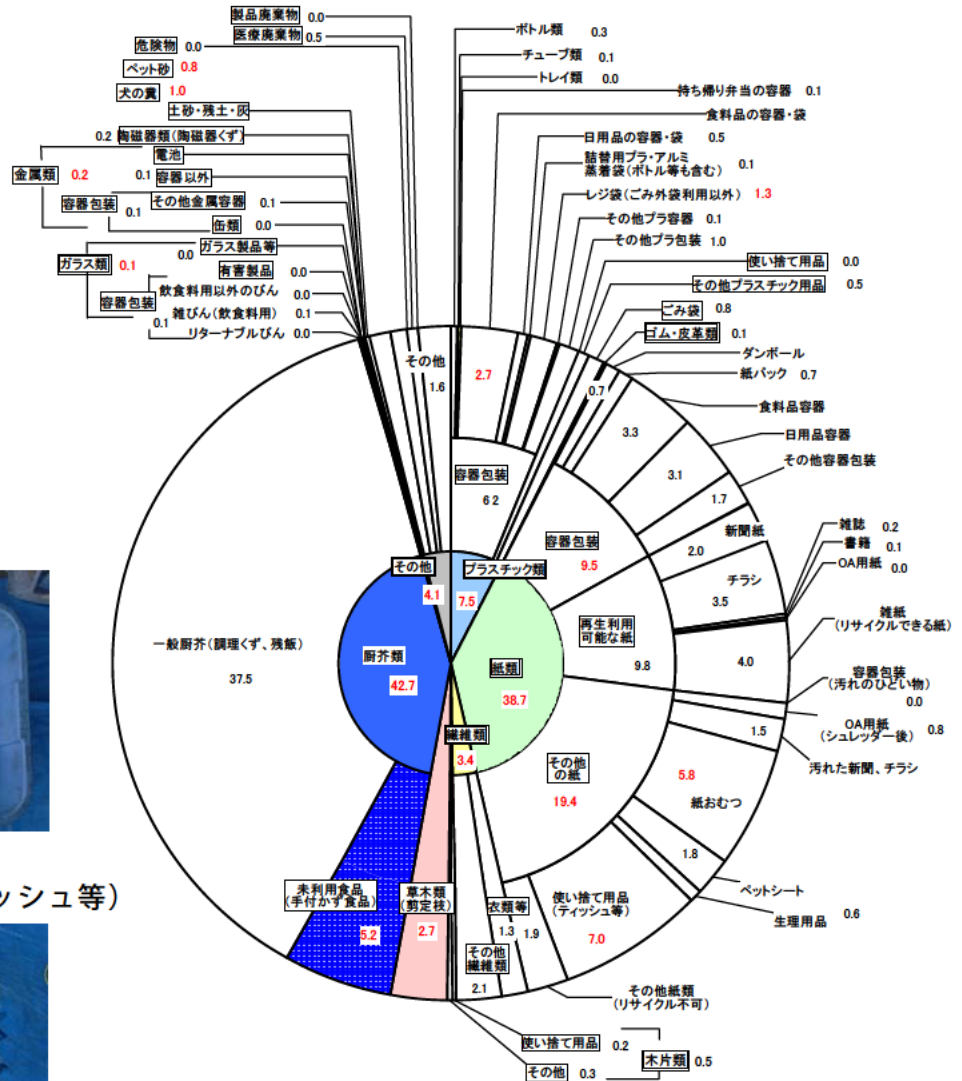 製品廃棄物 0.0
医療廃棄物 0.5
危険物 0.0
ペット砂 0.8
犬の糞 1.0
土砂・残土・灰
0.2 陶磁器類(陶磁器くず)
電池
金属類 0.2
0.1 容器以外
容器包装 0.1
その他金属容器 0.1
缶類 0.0
ガラス類 0.1
0.0 ガラス製品等
有害製品 0.0
容器包装
0.1
飲食料用以外のびん 0.0
雑びん(飲食料用) 0.1
リターナブルびん 0.0
ボトル類 0.3
チューブ類 0.1
トレイ類 0.0
持ち帰り弁当の容器 0.1
食料品の容器・袋
日用品の容器・袋 0.5
詰替用プラ・アルミ
蒸着袋(ボトル等も含む) 0.1
レジ袋(ごみ外袋利用以外) 1.3
その他プラ容器 0.1
その他プラ包装 1.0
使い捨て用品 0.0
その他プラスチック用品 0.5
ごみ袋 0.8
ゴム・皮革類 0.1
ダンボール
紙パック 0.7
食料品容器
日用品容器
その他容器包装
新聞紙
雑誌 0.2
書籍 0.1
OA用紙 0.0
チラシ
雑紙
(リサイクルできる紙)
容器包装
(汚れのひどい物)
0.0
OA用紙
(シュレッダー後) 0.8
汚れた新聞、チラシ
紙おむつ
ペットシート
生理用品 0.6
その他
1.6
2.7
0.7
3.3
3.1
1.7
2.0
3.5
4.0
1.5
5.8
1.8
容器包装
6 2
容器包装
9.5
再生利用
可能な紙
9.8
その他
の紙
19.4
その他
4.1
プラスチック類
7.5
厨芥類
42.7
紙類
38.7
繊維類
3.4
一般厨芥(調理くず、残飯)
37.5
未利用食品
(手付かず食品)
5.2
草木類
(剪定枝)
2.7
衣類等
1.3
1.9
その他
繊維類
2.1
使い捨て用品
(ティッシュ等)
7.0
その他紙類
(リサイクル不可)
使い捨て用品 0.2
その他 0.3
木片類 0.5
ッシュ等)